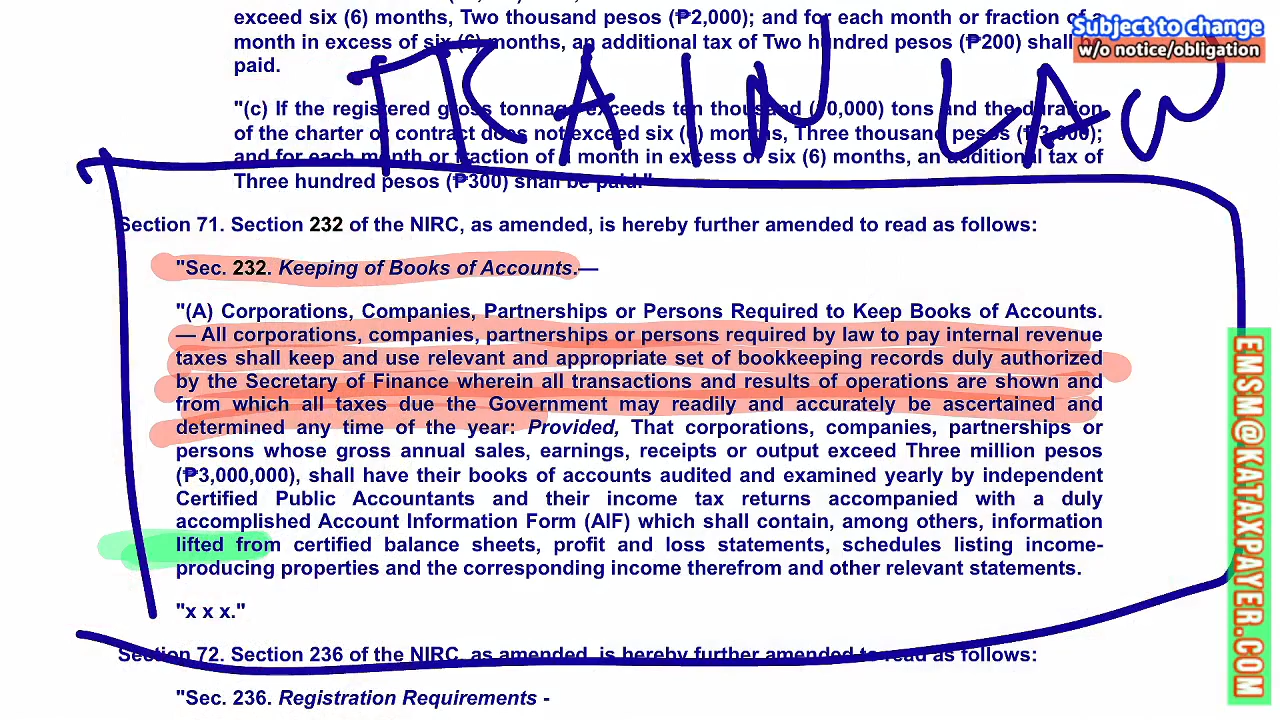 exceed six (6) months, Two thousand pesos (₱2,000); and for each month or fraction of a
month in excess of six (6) months, an additional tax of Two hundred pesos (₱200) shall be
paid.
Subject to change
w/o notice/obligation
TRAIN LAW
"(c) If the registered gross tonnage exceeds ten thousand (10,000) tons and the duration
of the charter or contract does not exceed six (6) months, Three thousand pesos (₱3,000);
and for each month or fraction of a month in excess of six (6) months, an additional tax of
Three hundred pesos (₱300) shall be paid."
Section 71. Section 232 of the NIRC, as amended, is hereby further amended to read as follows:
"Sec. 232. Keeping of Books of Accounts.—
"(A) Corporations, Companies, Partnerships or Persons Required to Keep Books of Accounts.
— All corporations, companies, partnerships or persons required by law to pay internal revenue
taxes shall keep and use relevant and appropriate set of bookkeeping records duly authorized
by the Secretary of Finance wherein all transactions and results of operations are shown and
from which all taxes due the Government may readily and accurately be ascertained and
determined any time of the year: Provided, That corporations, companies, partnerships or
persons whose gross annual sales, earnings, receipts or output exceed Three million pesos
(₱3,000,000), shall have their books of accounts audited and examined yearly by independent
Certified Public Accountants and their income tax returns accompanied with a duly
accomplished Account Information Form (AIF) which shall contain, among others, information
lifted from certified balance sheets, profit and loss statements, schedules listing income-
producing properties and the corresponding income therefrom and other relevant statements.
"x x x."
Section 72. Section 236 of the NIRC, as amended, is hereby further amended to read as follows:
"Sec. 236. Registration Requirements -
EMSM@KATAXPAYER.COM